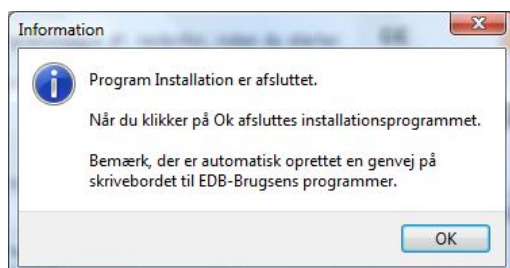 Information
Program Installation er afsluttet.
Når du klikker på Ok afsluttes installationsprogrammet.
Bemærk, der er automatisk oprettet en genvej på
skrivebordet til EDB-Brugsens programmer.
OK